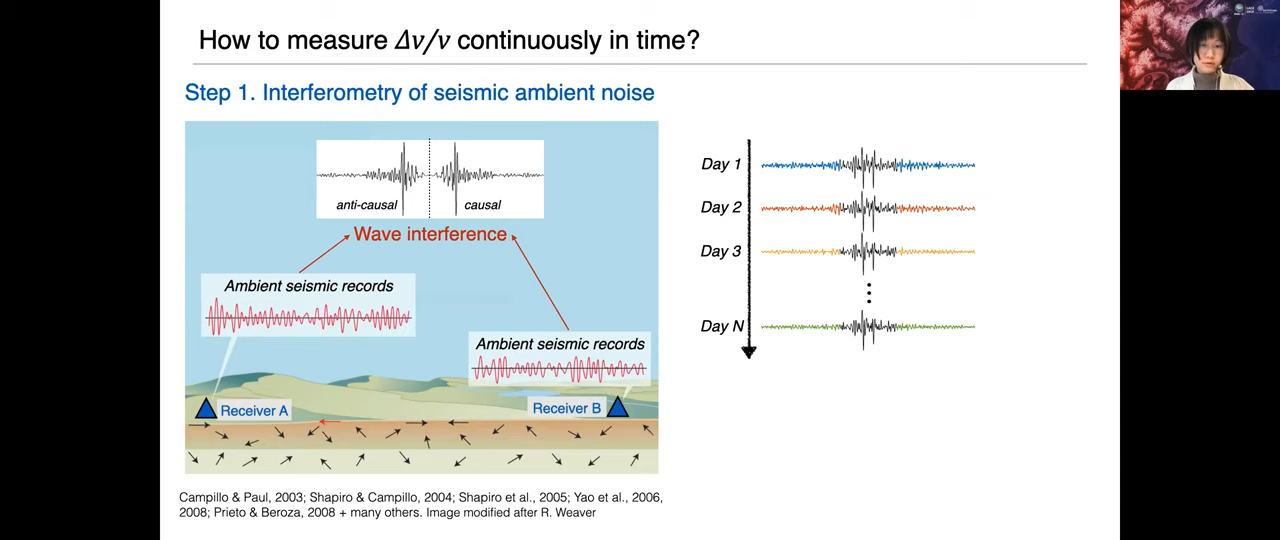 How to measure Δv/v continuously in time?
Step 1. Interferometry of seismic ambient noise
anti-causal
causal
Wave interference
Ambient seismic records
Ambient seismic records
Receiver A
Receiver B
Day 1
Day 2
Day 3
Day N
Campillo & Paul, 2003; Shapiro & Campillo, 2004; Shapiro et al., 2005; Yao et al., 2006,
2008; Prieto & Beroza, 2008 + many others. Image modified after R. Weaver